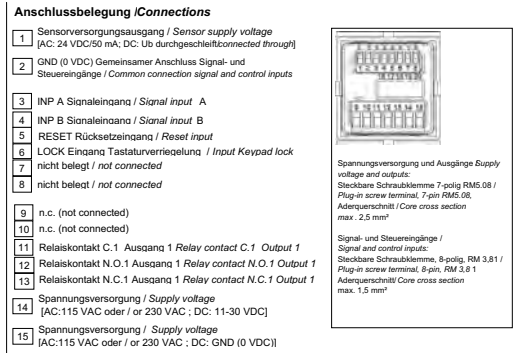 Anschlussbelegung /Connections
1 Sensorversorgungsausgang / Sensor supply voltage
[AC: 24 VDC/50 mA; DC: Ub durchgeschleift/connected through]
2 GND (0 VDC) Gemeinsamer Anschluss Signal- und
Steuereingänge / Common connection signal and control inputs
3 INP A Signaleingang / Signal input A
4 INP B Signaleingang / Signal input B
5 RESET Rücksetzeingang / Reset input
6 LOCK Eingang Tastaturverriegelung / Input Keypad lock
7 nicht belegt / not connected
8 nicht belegt / not connected
9 n.c. (not connected)
10 n.c. (not connected)
11 Relaiskontakt C.1 Ausgang 1 Relay contact C.1 Output 1
12 Relaiskontakt N.O.1 Ausgang 1 Relay contact N.O.1 Output 1
13 Relaiskontakt N.C.1 Ausgang 1 Relay contact N.C.1 Output 1
14 Spannungsversorgung / Supply voltage
[AC:115 VAC oder / or 230 VAC ; DC: 11-30 VDC]
15 Spannungsversorgung / Supply voltage
[AC:115 VAC oder / or 230 VAC ; DC: GND (0 VDC)]
9 10 11 12 13 14 15
Spannungsversorgung und Ausgänge Supply
voltage and outputs:
Steckbare Schraubklemme 7-polig RM5.08 /
Plug-in screw terminal, 7-pin RM5.08,
Aderquerschnitt / Core cross section
max . 2,5 mm²
Signal- und Steuereingänge /
Signal and control inputs:
Steckbare Schraubklemme, 8-polig, RM 3,81 /
Plug-in screw terminal, 8-pin, RM 3,8 1
Aderquerschnitt/ Core cross section
max. 1,5 mm²